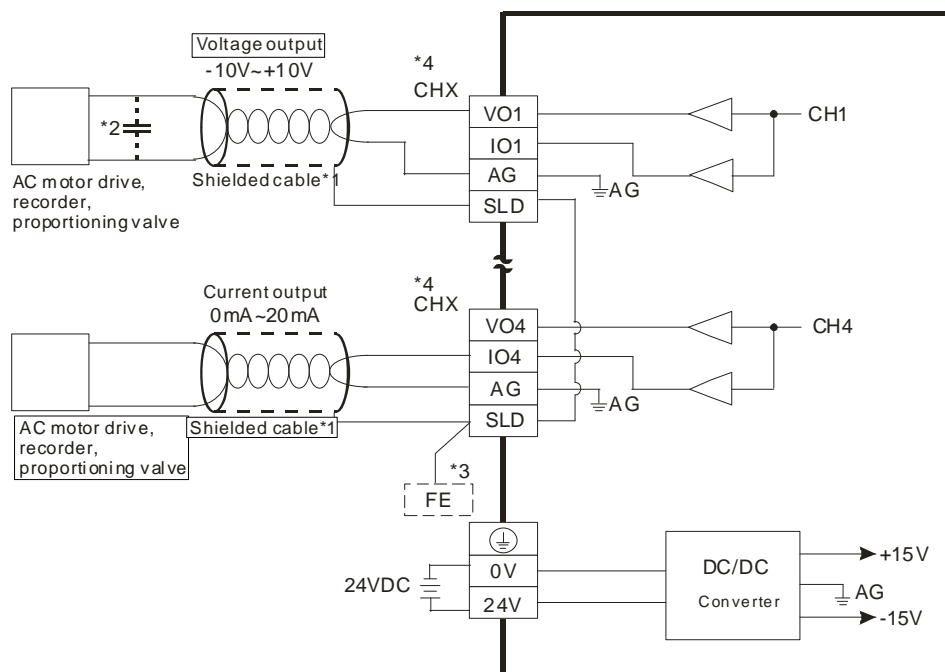 Voltage output
-10V~+10V
*4
CHX
*2
VO1
CH1
IO1
AG
AG
SLD
Shielded cable*1
AC motor drive,
recorder,
proportioning valve
Current output
0mA~20mA
*4
CHX
VO4
CH4
IO4
AG
AG
SLD
AC motor drive,
recorder,
proportioning valve
Shielded cable*1
*3
FE
24VDC
0V
24V
DC/DC
Converter
+15V
AG
-15V